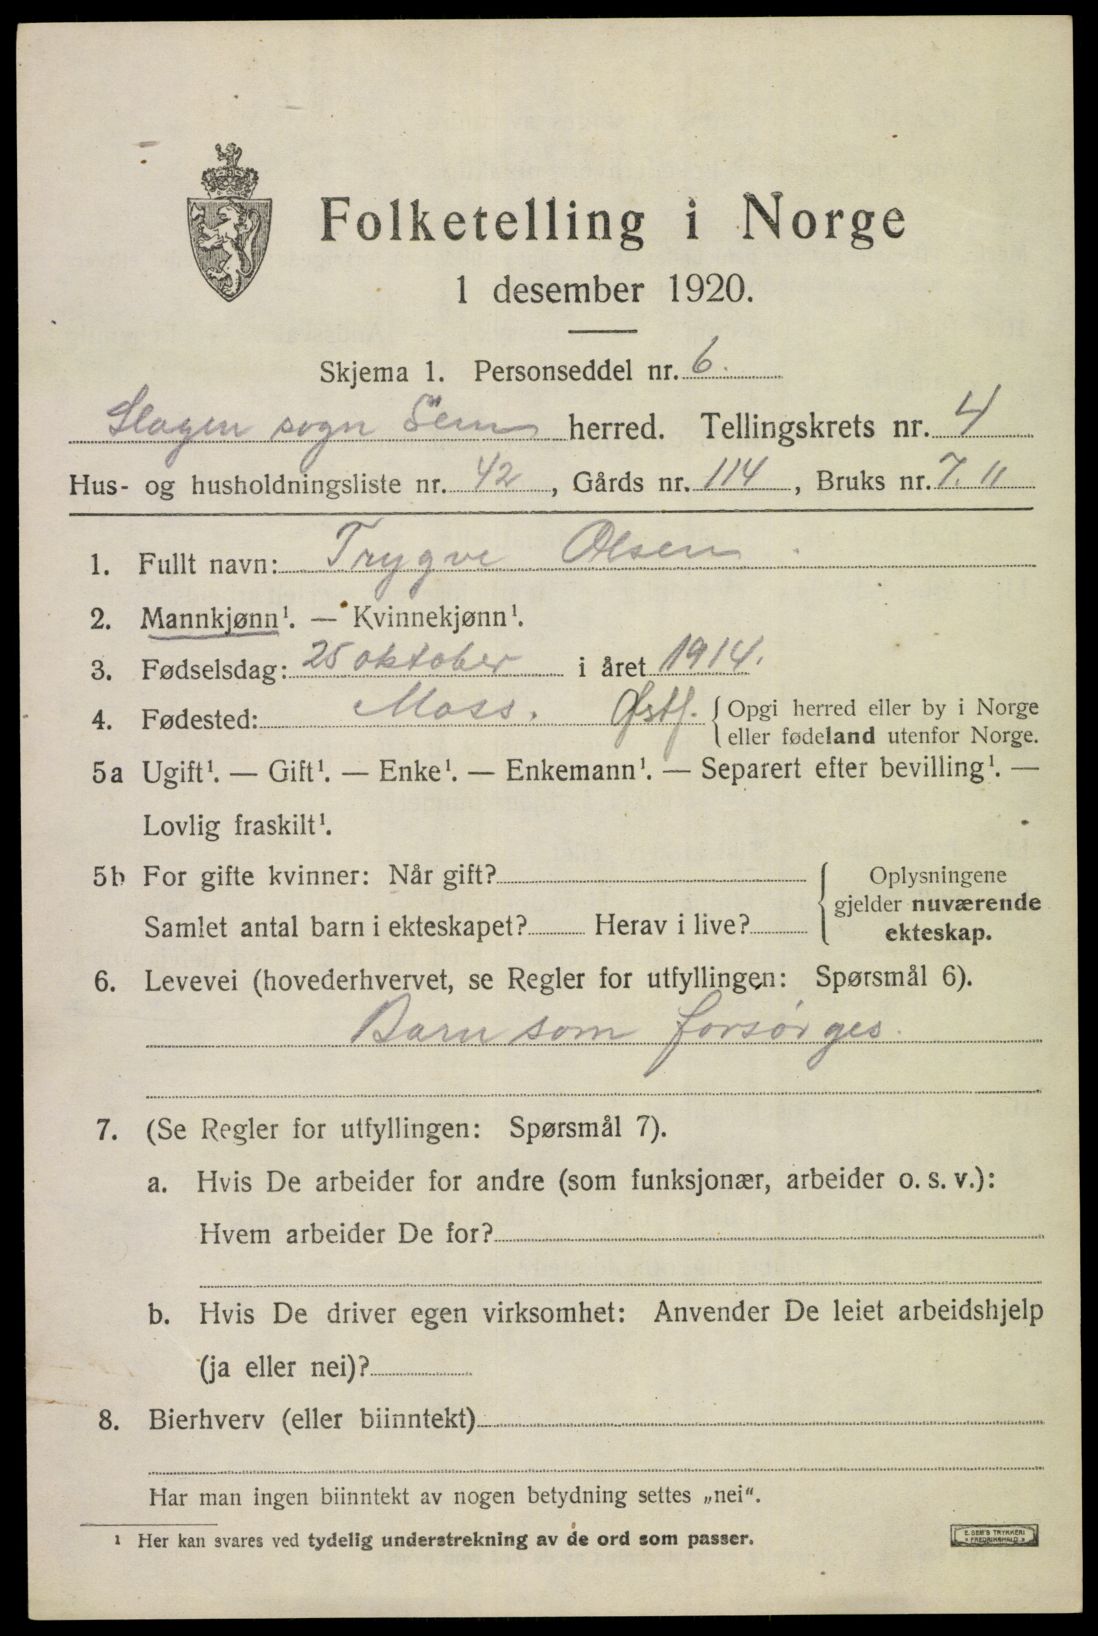 Folketelling i Norge
1 desember 1920.
Skjema 1. Personseddel nr. 6.
Slagen sogn Sem herred. Tellingskrets nr. 4
Hus- og husholdningsliste nr. 42, Gårds nr. 114, Bruks nr. 7. 11
1. Fullt navn: Trygve Olsen.
2. Mannkjønn¹. — Kvinnekjønn¹.
3. Fødselsdag: 25 oktober i året 1914.
4. Fødested: Moss. Østf. { Opgi herred eller by i Norge
eller fødeland utenfor Norge.
5a Ugift¹. — Gift¹. — Enke¹. — Enkemann¹. — Separert efter bevilling¹. —
Lovlig fraskilt¹.
5b For gifte kvinner: Når gift? { Oplysningene
gjelder nuværende
Samlet antal barn i ekteskapet? Herav i live? ekteskap.
6. Levevei (hovederhvervet, se Regler for utfyllingen: Spørsmål 6).
Barn som forsørges.
7. (Se Regler for utfyllingen: Spørsmål 7).
a. Hvis De arbeider for andre (som funksjonær, arbeider o. s. v.):
Hvem arbeider De for?
b. Hvis De driver egen virksomhet: Anvender De leiet arbeidshjelp
(ja eller nei)?
8. Bierhverv (eller biinntekt)
Har man ingen biinntekt av nogen betydning settes „nei“.
¹ Her kan svares ved tydelig understrekning av de ord som passer.
E. SEM'S TRYKKERI
FREDRIKSHALD